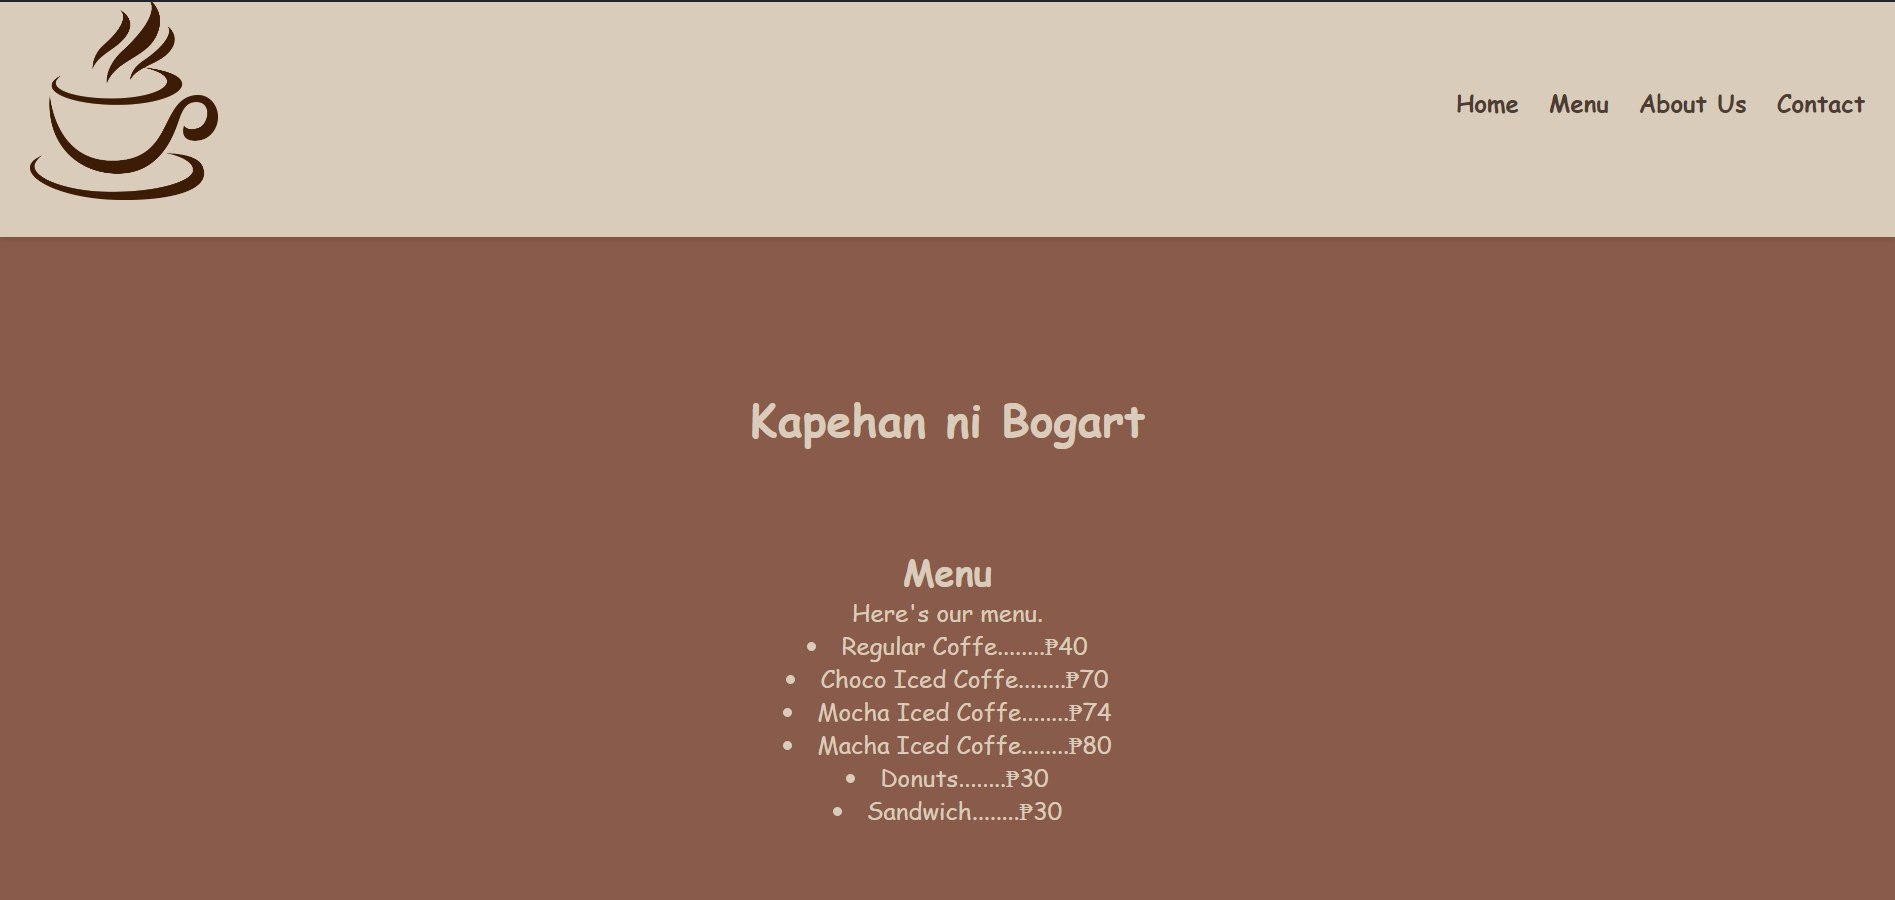 Home Menu About Us Contact
Kapehan ni Bogart
Menu
Here's our menu.
• Regular Coffe........₱40
• Choco Iced Coffe........₱70
• Mocha Iced Coffe........₱74
• Macha Iced Coffe........₱80
• Donuts........₱30
• Sandwich........₱30